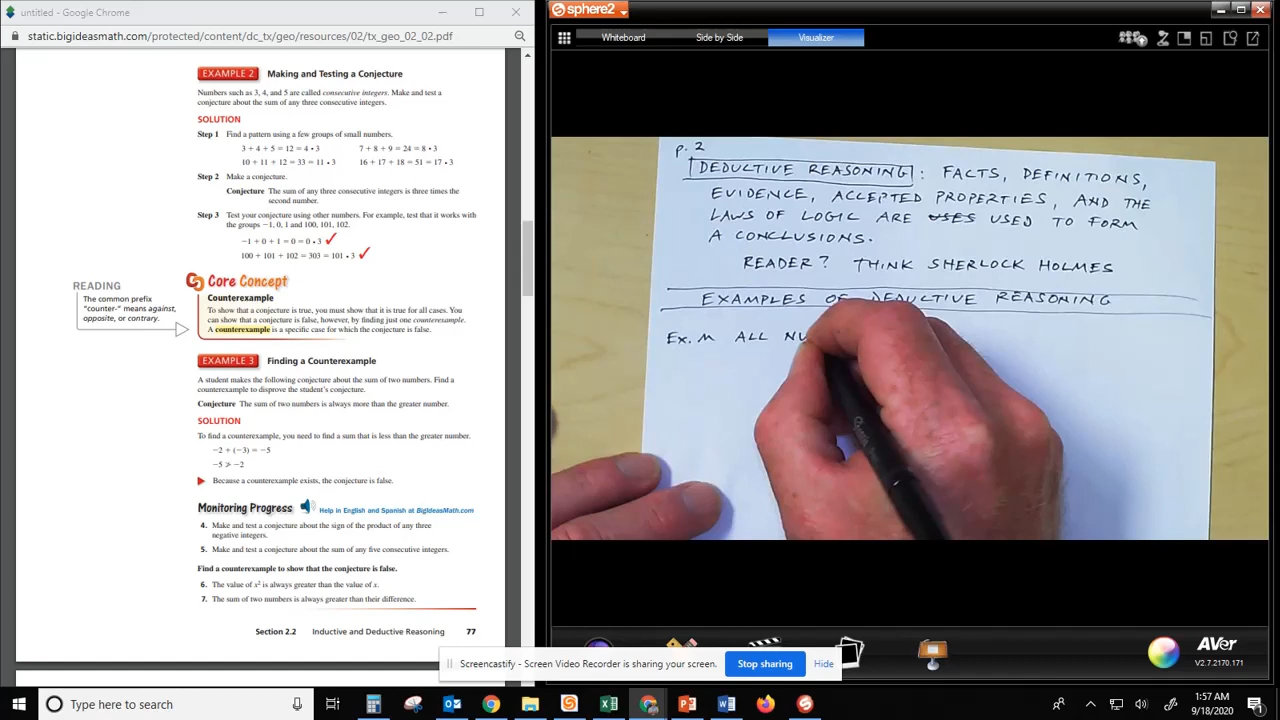 untitled - Google Chrome
static.bigideasmath.com/protected/content/dc_tx/geo/resources/02/tx_geo_02_02.pdf
EXAMPLE 2 Making and Testing a Conjecture
Numbers such as 3, 4, and 5 are called consecutive integers. Make and test a
conjecture about the sum of any three consecutive integers.
SOLUTION
Step 1 Find a pattern using a few groups of small numbers.
3 + 4 + 5 = 12 = 4 • 3 7 + 8 + 9 = 24 = 8 • 3
10 + 11 + 12 = 33 = 11 • 3 16 + 17 + 18 = 51 = 17 • 3
Step 2 Make a conjecture.
Conjecture The sum of any three consecutive integers is three times the
second number.
Step 3 Test your conjecture using other numbers. For example, test that it works with
the groups −1, 0, 1 and 100, 101, 102.
−1 + 0 + 1 = 0 = 0 • 3 ✓
100 + 101 + 102 = 303 = 101 • 3 ✓
Core Concept
READING
The common prefix
"counter-" means against,
opposite, or contrary.
Counterexample
To show that a conjecture is true, you must show that it is true for all cases. You
can show that a conjecture is false, however, by finding just one counterexample.
A counterexample is a specific case for which the conjecture is false.
EXAMPLE 3 Finding a Counterexample
A student makes the following conjecture about the sum of two numbers. Find a
counterexample to disprove the student's conjecture.
Conjecture The sum of two numbers is always more than the greater number.
SOLUTION
To find a counterexample, you need to find a sum that is less than the greater number.
−2 + (−3) = −5
−5 ≯ −2
Because a counterexample exists, the conjecture is false.
Monitoring Progress Help in English and Spanish at BigIdeasMath.com
4. Make and test a conjecture about the sign of the product of any three
negative integers.
5. Make and test a conjecture about the sum of any five consecutive integers.
Find a counterexample to show that the conjecture is false.
6. The value of x² is always greater than the value of x.
7. The sum of two numbers is always greater than their difference.
Section 2.2 Inductive and Deductive Reasoning 77
sphere2
Whiteboard Side by Side Visualizer
p. 2
DEDUCTIVE REASONING: FACTS, DEFINITIONS,
EVIDENCE, ACCEPTED PROPERTIES, AND THE
LAWS OF LOGIC ARE USES USED TO FORM
A CONCLUSIONS.
READER? THINK SHERLOCK HOLMES
EXAMPLES OF DEDUCTIVE REASONING
Ex. M ALL NU
AVer
V2.7.2170.171
Screencastify - Screen Video Recorder is sharing your screen. Stop sharing Hide
Type here to search
1:57 AM
9/18/2020